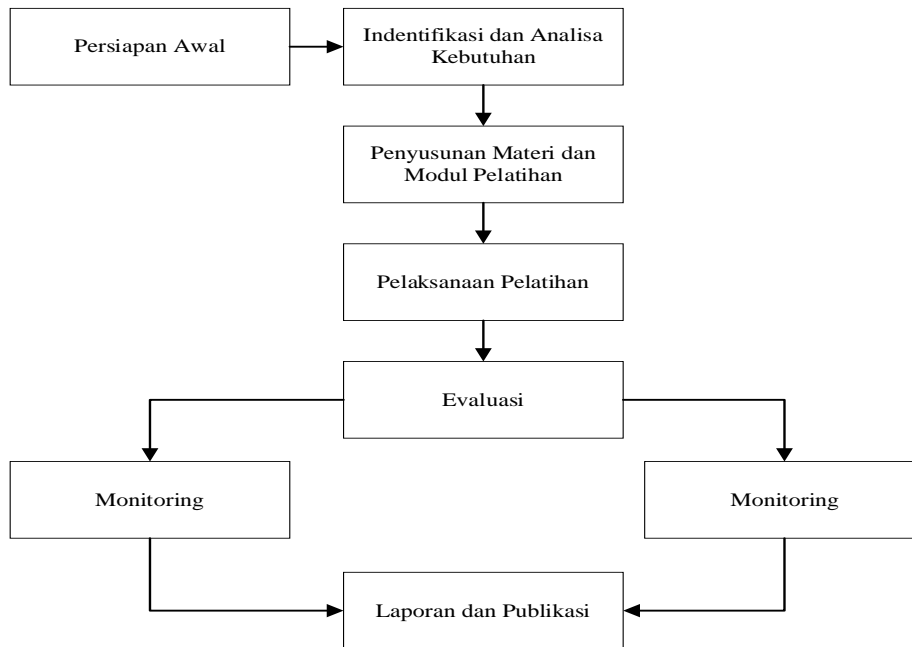 Persiapan Awal
Indentifikasi dan Analisa
Kebutuhan
Penyusunan Materi dan
Modul Pelatihan
Pelaksanaan Pelatihan
Evaluasi
Monitoring
Monitoring
Laporan dan Publikasi